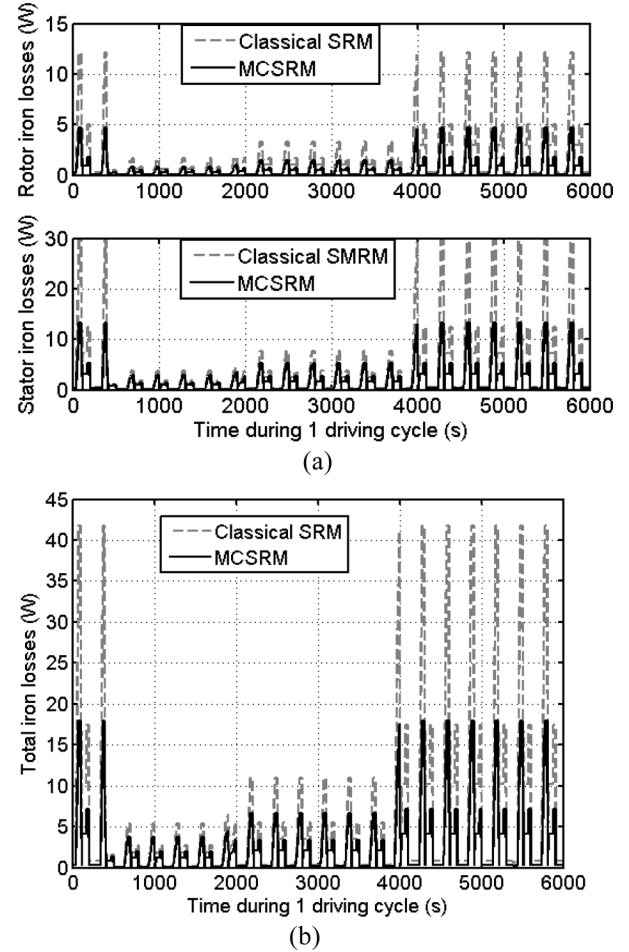 Rotor iron losses (W)
15
10
5
0
Classical SRM
MCSRM
0 1000 2000 3000 4000 5000 6000
Stator iron losses (W)
30
20
10
0
Classical SMRM
MCSRM
0 1000 2000 3000 4000 5000 6000
Time during 1 driving cycle (s)
(a)
Total iron losses (W)
45
40
35
30
25
20
15
10
5
0
Classical SRM
MCSRM
0 1000 2000 3000 4000 5000 6000
Time during 1 driving cycle (s)
(b)